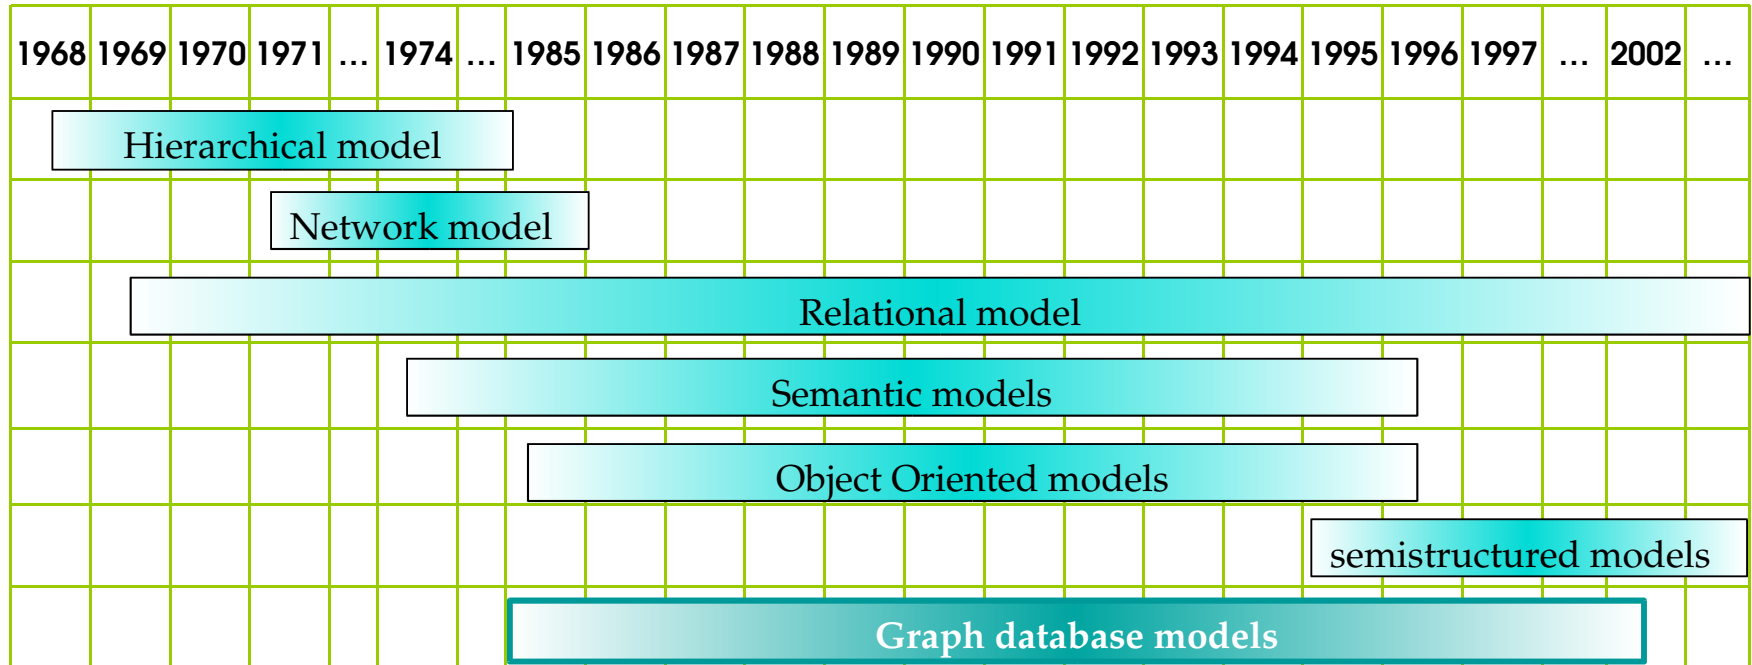 1968 1969 1970 1971 ... 1974 ... 1985 1986 1987 1988 1989 1990 1991 1992 1993 1994 1995 1996 1997 ... 2002 ...
Hierarchical model
Network model
Relational model
Semantic models
Object Oriented models
semistructured models
Graph database models